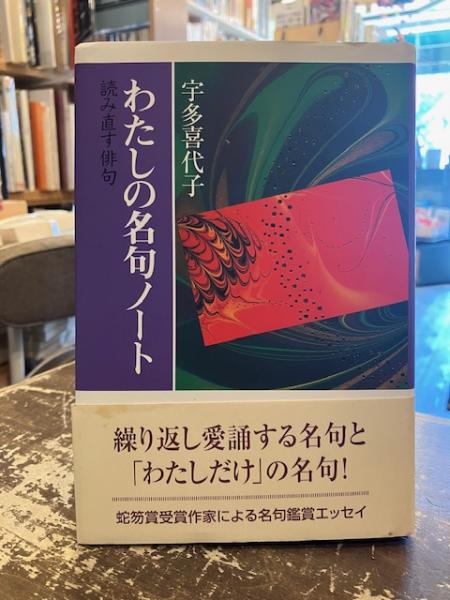 宇多喜代子
わたしの名句ノート
読み直す俳句
繰り返し愛誦する名句と
「わたしだけ」の名句!
蛇笏賞受賞作家による名句鑑賞エッセイ